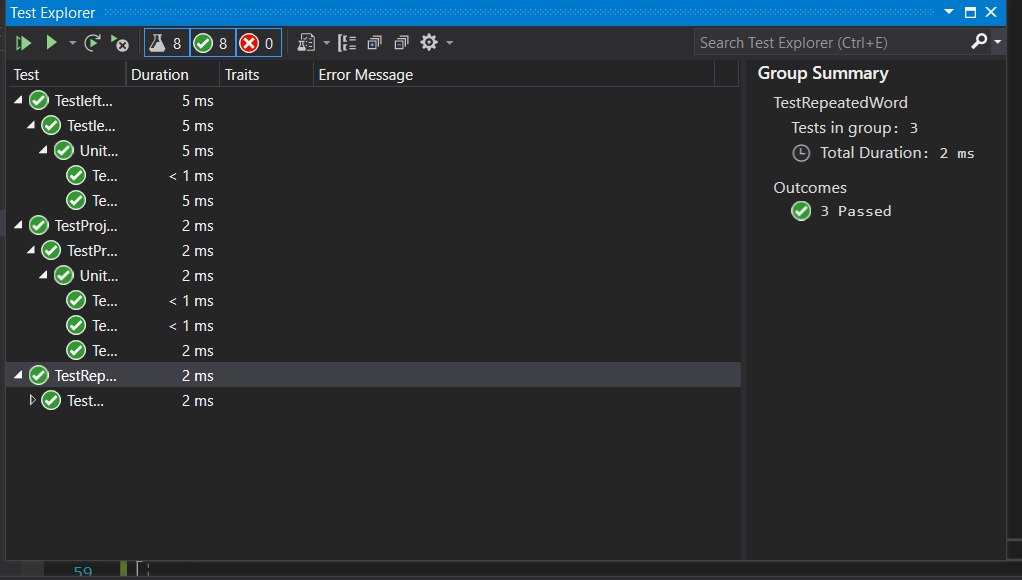 Test Explorer
8 8 0
Search Test Explorer (Ctrl+E)
Test Duration Traits Error Message
Testleft... 5 ms
Testle... 5 ms
Unit... 5 ms
Te... < 1 ms
Te... 5 ms
TestProj... 2 ms
TestPr... 2 ms
Unit... 2 ms
Te... < 1 ms
Te... < 1 ms
Te... 2 ms
TestRep... 2 ms
Test... 2 ms
Group Summary
TestRepeatedWord
Tests in group: 3
Total Duration: 2 ms
Outcomes
3 Passed
59